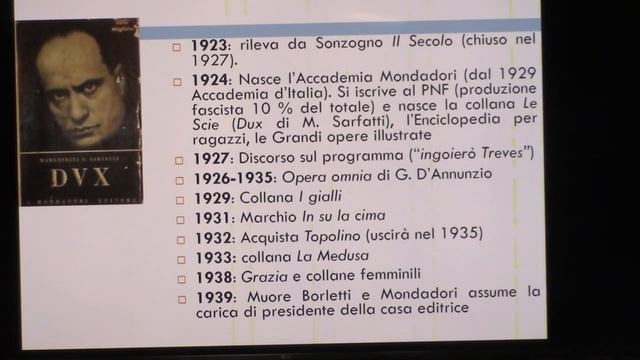 100°
migliaio
MARGHERITA G. SARFATTI
DVX
A. MONDADORI EDITORE
1923: rileva da Sonzogno Il Secolo (chiuso nel
1927).
1924: Nasce l'Accademia Mondadori (dal 1929
Accademia d'Italia). Si iscrive al PNF (produzione
fascista 10 % del totale) e nasce la collana Le
Scie (Dux di M. Sarfatti), l'Enciclopedia per
ragazzi, le Grandi opere illustrate
1927: Discorso sul programma ("ingoierò Treves")
1926-1935: Opera omnia di G. D'Annunzio
1929: Collana I gialli
1931: Marchio In su la cima
1932: Acquista Topolino (uscirà nel 1935)
1933: collana La Medusa
1938: Grazia e collane femminili
1939: Muore Borletti e Mondadori assume la
carica di presidente della casa editrice